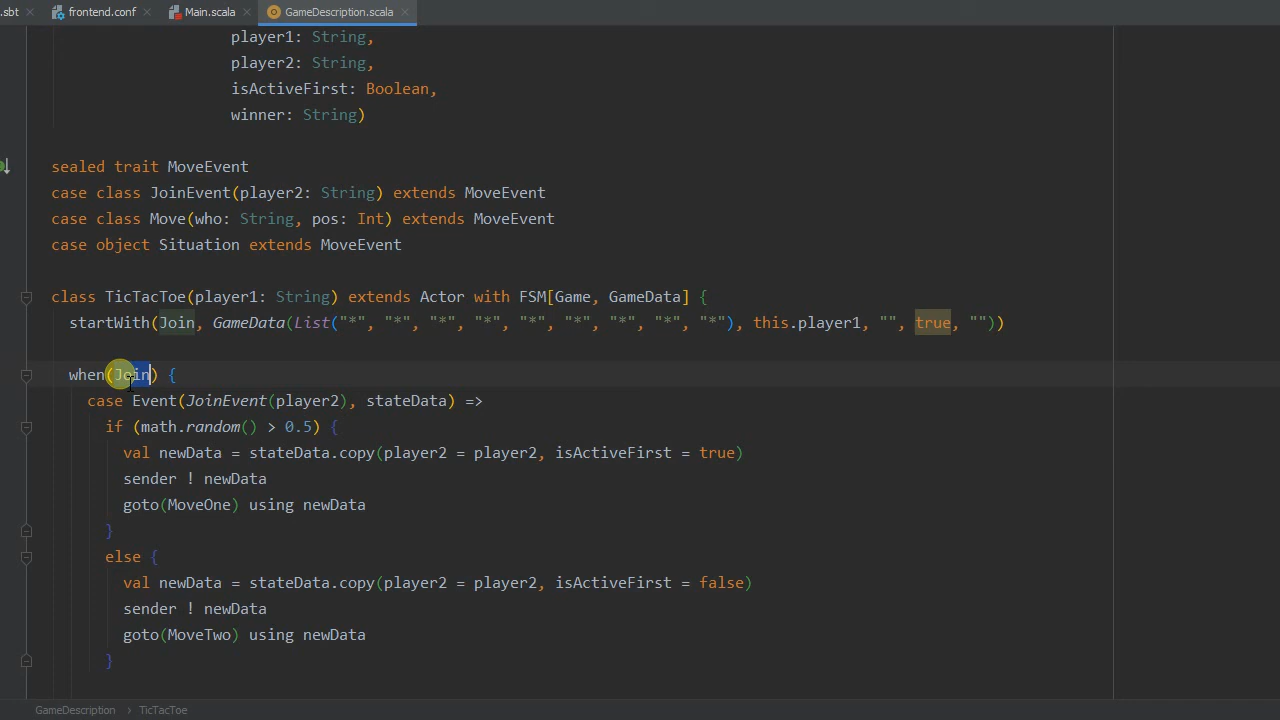 .sbt frontend.conf Main.scala GameDescription.scala
player1: String,
player2: String,
isActiveFirst: Boolean,
winner: String)
sealed trait MoveEvent
case class JoinEvent(player2: String) extends MoveEvent
case class Move(who: String, pos: Int) extends MoveEvent
case object Situation extends MoveEvent
class TicTacToe(player1: String) extends Actor with FSM[Game, GameData] {
startWith(Join, GameData(List("*", "*", "*", "*", "*", "*", "*", "*", "*"), this.player1, "", true, ""))
when(Join) {
case Event(JoinEvent(player2), stateData) =>
if (math.random() > 0.5) {
val newData = stateData.copy(player2 = player2, isActiveFirst = true)
sender ! newData
goto(MoveOne) using newData
}
else {
val newData = stateData.copy(player2 = player2, isActiveFirst = false)
sender ! newData
goto(MoveTwo) using newData
}
GameDescription › TicTacToe